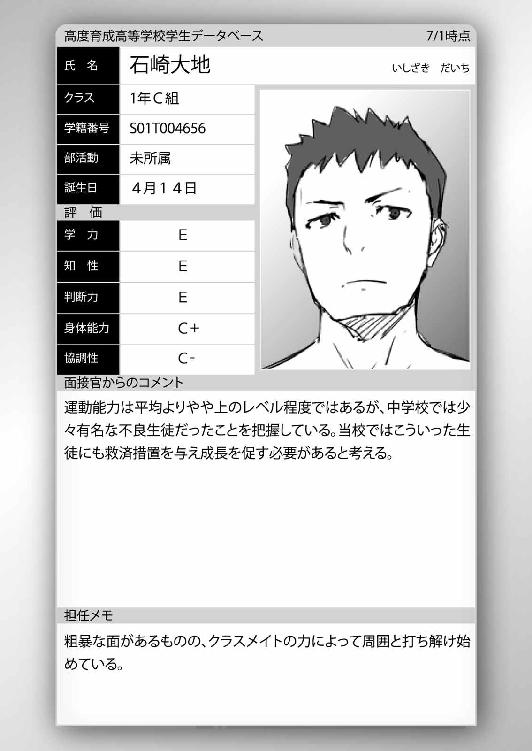 高度育成高等学校学生データベース 7/1時点
氏名 石崎大地 いしざき だいち
クラス 1年C組
学籍番号 S01T004656
部活動 未所属
誕生日 4月14日
評価
学力 E
知性 E
判断力 E
身体能力 C+
協調性 C-
面接官からのコメント
運動能力は平均よりやや上のレベル程度ではあるが、中学校では少
々有名な不良生徒だったことを把握している。当校ではこういった生
徒にも救済措置を与え成長を促す必要があると考える。
担任メモ
粗暴な面があるものの、クラスメイトの力によって周囲と打ち解け始
めている。